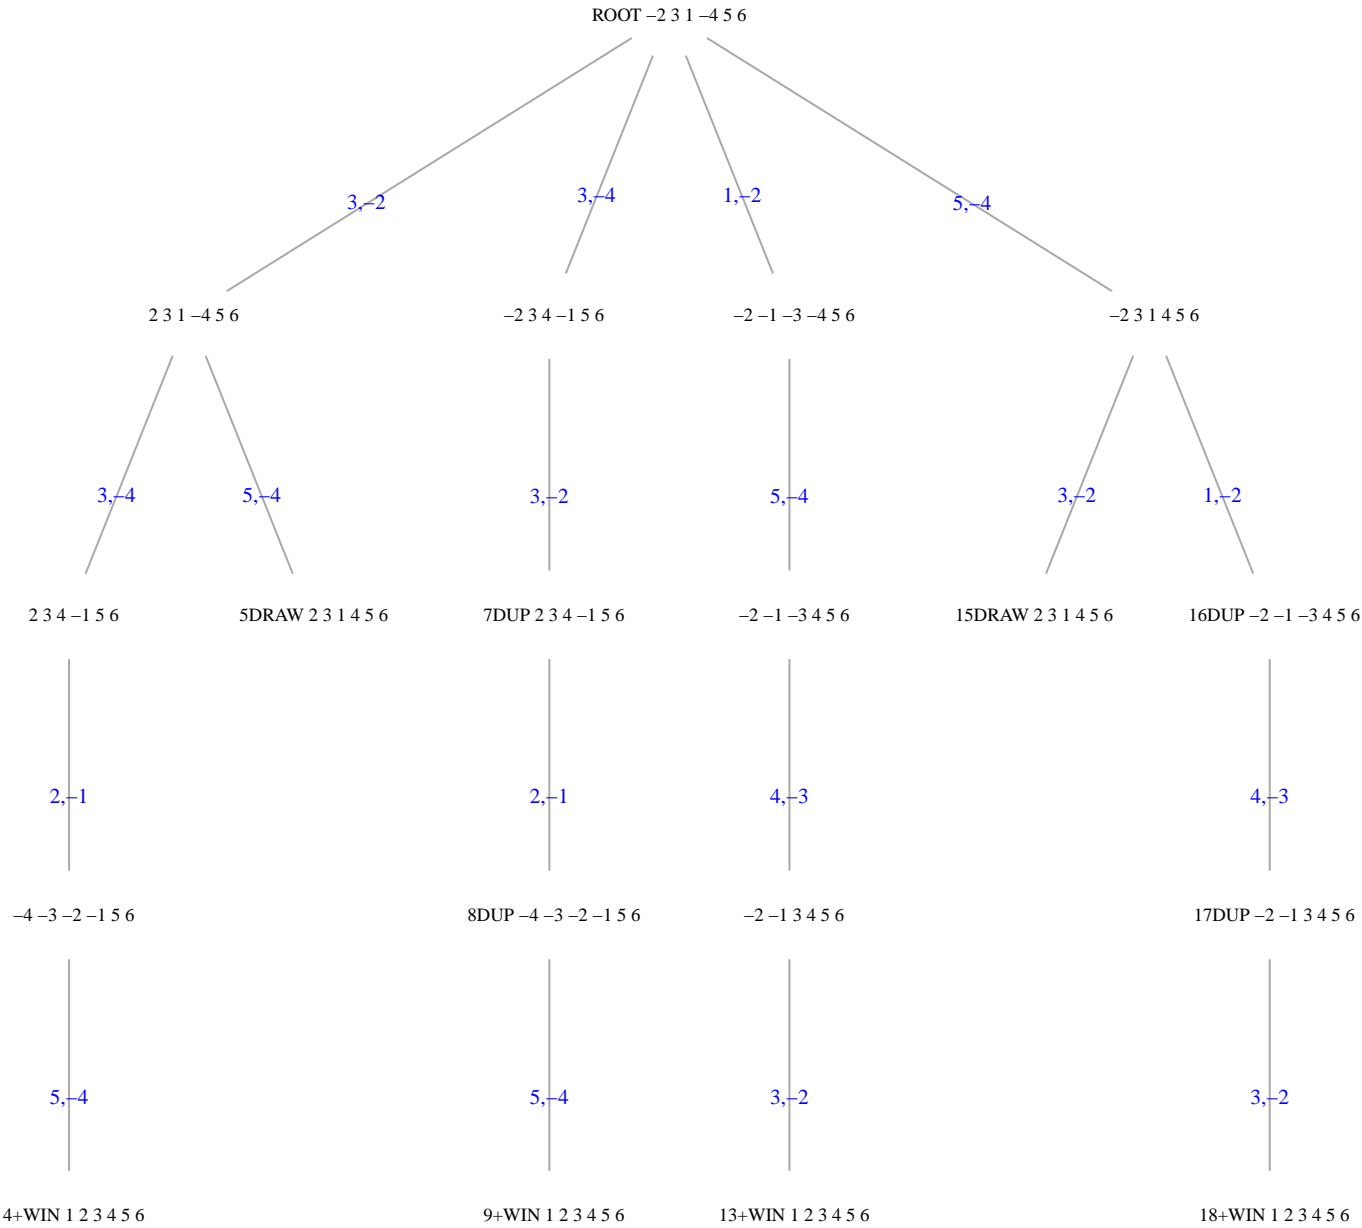 ROOT –2 3 1 –4 5 6
3,–2
3,–4
1,–2
5,–4
2 3 1 –4 5 6
–2 3 4 –1 5 6
–2 –1 –3 –4 5 6
–2 3 1 4 5 6
3,–4
5,–4
3,–2
5,–4
3,–2
1,–2
2 3 4 –1 5 6
5DRAW 2 3 1 4 5 6
7DUP 2 3 4 –1 5 6
–2 –1 –3 4 5 6
15DRAW 2 3 1 4 5 6
16DUP –2 –1 –3 4 5 6
2,–1
2,–1
4,–3
4,–3
–4 –3 –2 –1 5 6
8DUP –4 –3 –2 –1 5 6
–2 –1 3 4 5 6
17DUP –2 –1 3 4 5 6
5,–4
5,–4
3,–2
3,–2
4+WIN 1 2 3 4 5 6
9+WIN 1 2 3 4 5 6
13+WIN 1 2 3 4 5 6
18+WIN 1 2 3 4 5 6